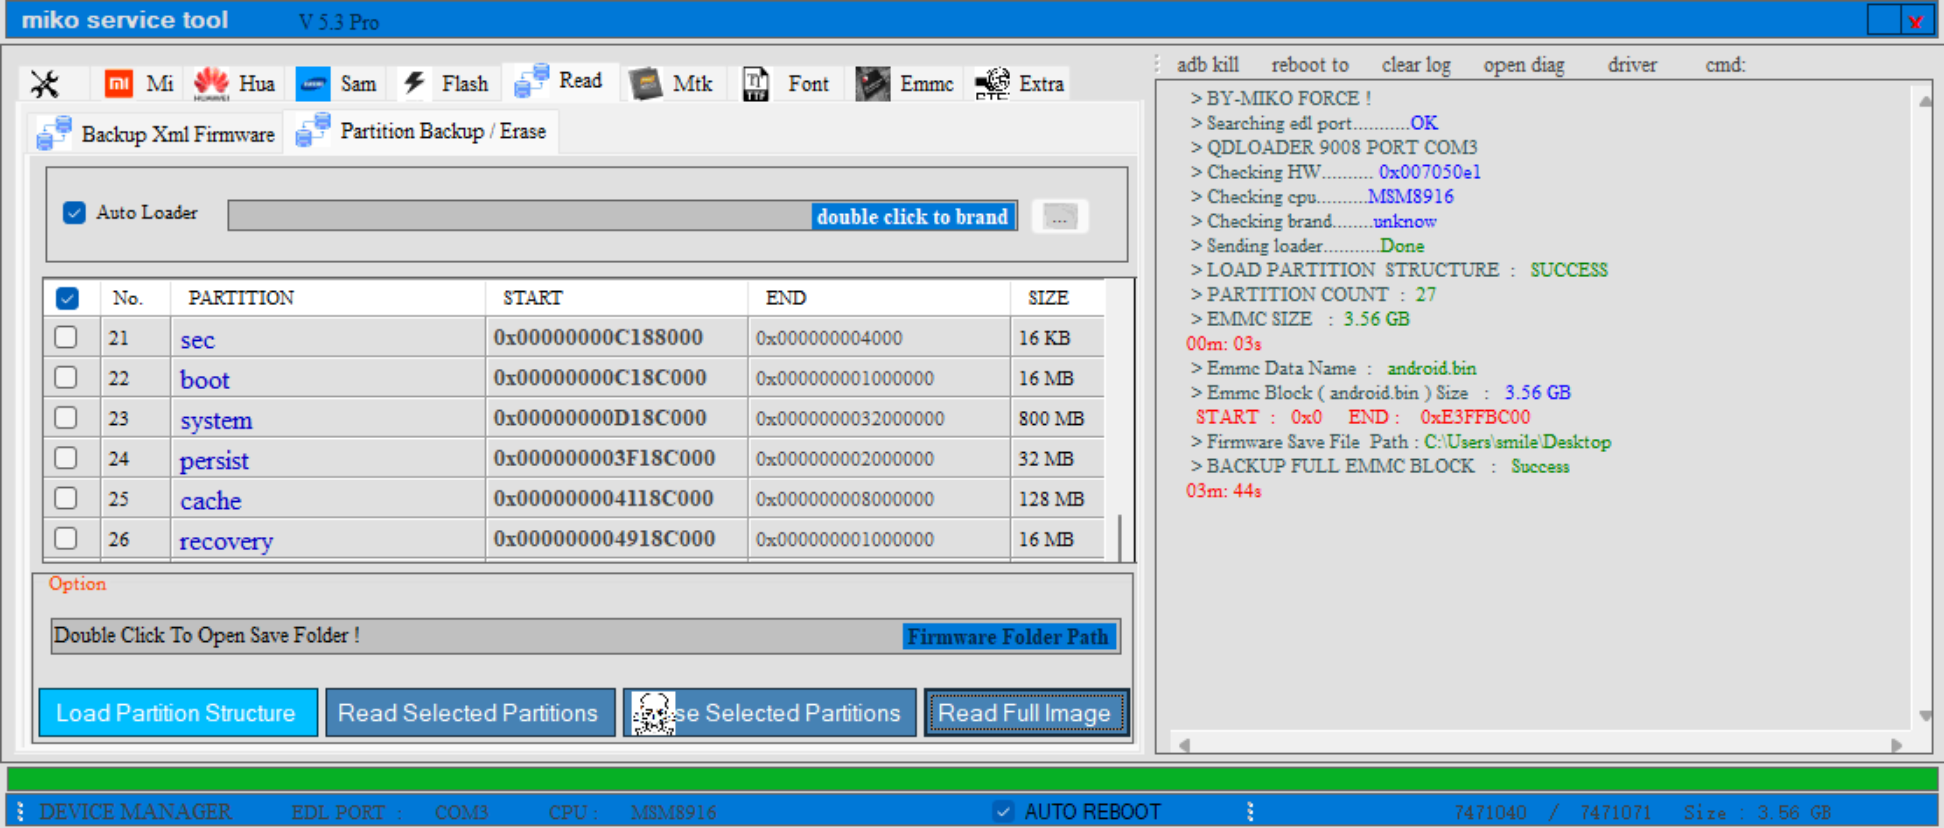 miko service tool V 5.3 Pro
X
Mi Hua Sam Flash Read Mtk Font Emmc Extra
Backup Xml Firmware Partition Backup / Erase
Auto Loader double click to brand ...
No. PARTITION START END SIZE
21 sec 0x00000000C188000 0x000000004000 16 KB
22 boot 0x00000000C18C000 0x000000001000000 16 MB
23 system 0x00000000D18C000 0x0000000032000000 800 MB
24 persist 0x000000003F18C000 0x000000002000000 32 MB
25 cache 0x000000004118C000 0x000000008000000 128 MB
26 recovery 0x000000004918C000 0x000000001000000 16 MB
Option
Double Click To Open Save Folder ! Firmware Folder Path
Load Partition Structure Read Selected Partitions se Selected Partitions Read Full Image
adb kill reboot to clear log open diag driver cmd:
> BY-MIKO FORCE !
> Searching edl port...........OK
> QDLOADER 9008 PORT COM3
> Checking HW.......... 0x007050e1
> Checking cpu..........MSM8916
> Checking brand........unknow
> Sending loader...........Done
> LOAD PARTITION STRUCTURE : SUCCESS
> PARTITION COUNT : 27
> EMMC SIZE : 3.56 GB
00m: 03s
> Emmc Data Name : android.bin
> Emmc Block ( android.bin ) Size : 3.56 GB
START : 0x0 END : 0xE3FFBC00
> Firmware Save File Path : C:\Users\smile\Desktop
> BACKUP FULL EMMC BLOCK : Success
03m: 44s
DEVICE MANAGER EDL PORT : COM3 CPU : MSM8916 AUTO REBOOT 7471040 / 7471071 Size : 3.56 GB